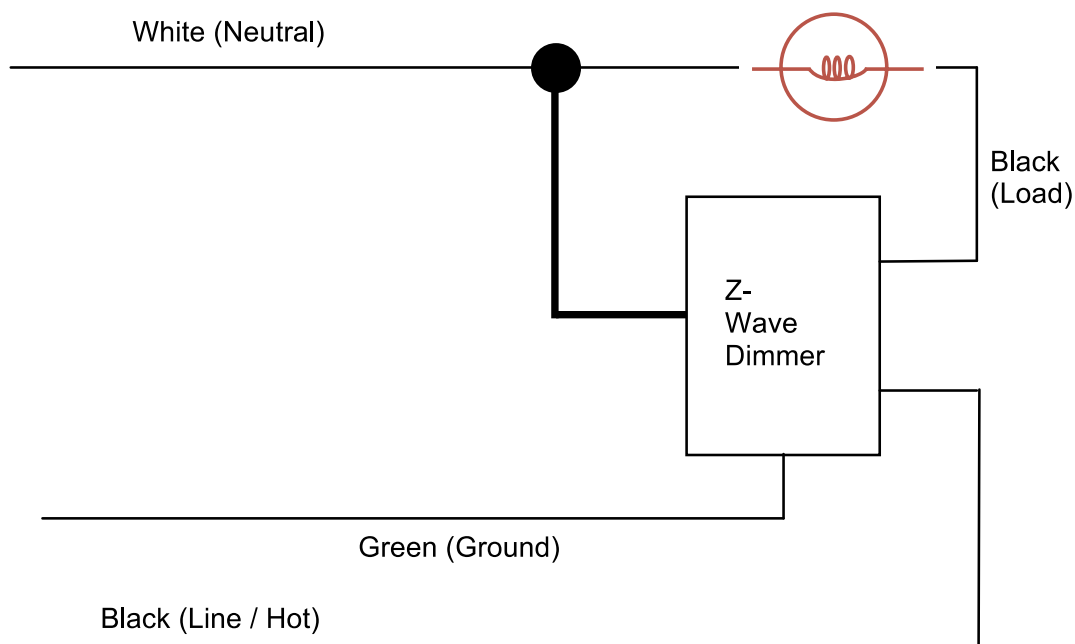 White (Neutral)
Black
(Load)
Z-
Wave
Dimmer
Green (Ground)
Black (Line / Hot)